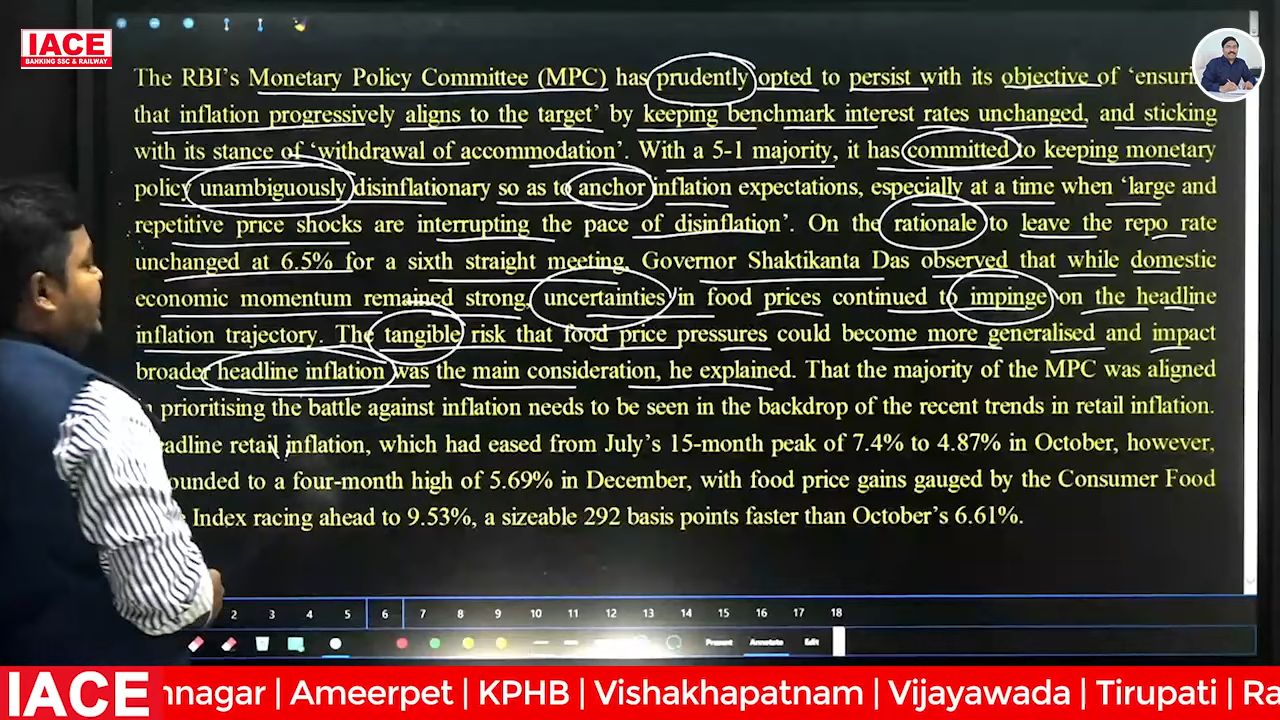 IACE
BANKING SSC & RAILWAY
The RBI's Monetary Policy Committee (MPC) has prudently opted to persist with its objective of 'ensuring
that inflation progressively aligns to the target' by keeping benchmark interest rates unchanged, and sticking
with its stance of 'withdrawal of accommodation'. With a 5-1 majority, it has committed to keeping monetary
policy unambiguously disinflationary so as to anchor inflation expectations, especially at a time when 'large and
repetitive price shocks are interrupting the pace of disinflation'. On the rationale to leave the repo rate
unchanged at 6.5% for a sixth straight meeting, Governor Shaktikanta Das observed that while domestic
economic momentum remained strong, uncertainties in food prices continued to impinge on the headline
inflation trajectory. The tangible risk that food price pressures could become more generalised and impact
broader headline inflation was the main consideration, he explained. That the majority of the MPC was aligned
prioritising the battle against inflation needs to be seen in the backdrop of the recent trends in retail inflation.
eadline retail inflation, which had eased from July's 15-month peak of 7.4% to 4.87% in October, however,
ounded to a four-month high of 5.69% in December, with food price gains gauged by the Consumer Food
Index racing ahead to 9.53%, a sizeable 292 basis points faster than October's 6.61%.
2 3 4 5 6 7 8 9 10 11 12 13 14 15 16 17 18
Present Annotate Edit
IACE nnagar | Ameerpet | KPHB | Vishakhapatnam | Vijayawada | Tirupati | Ra